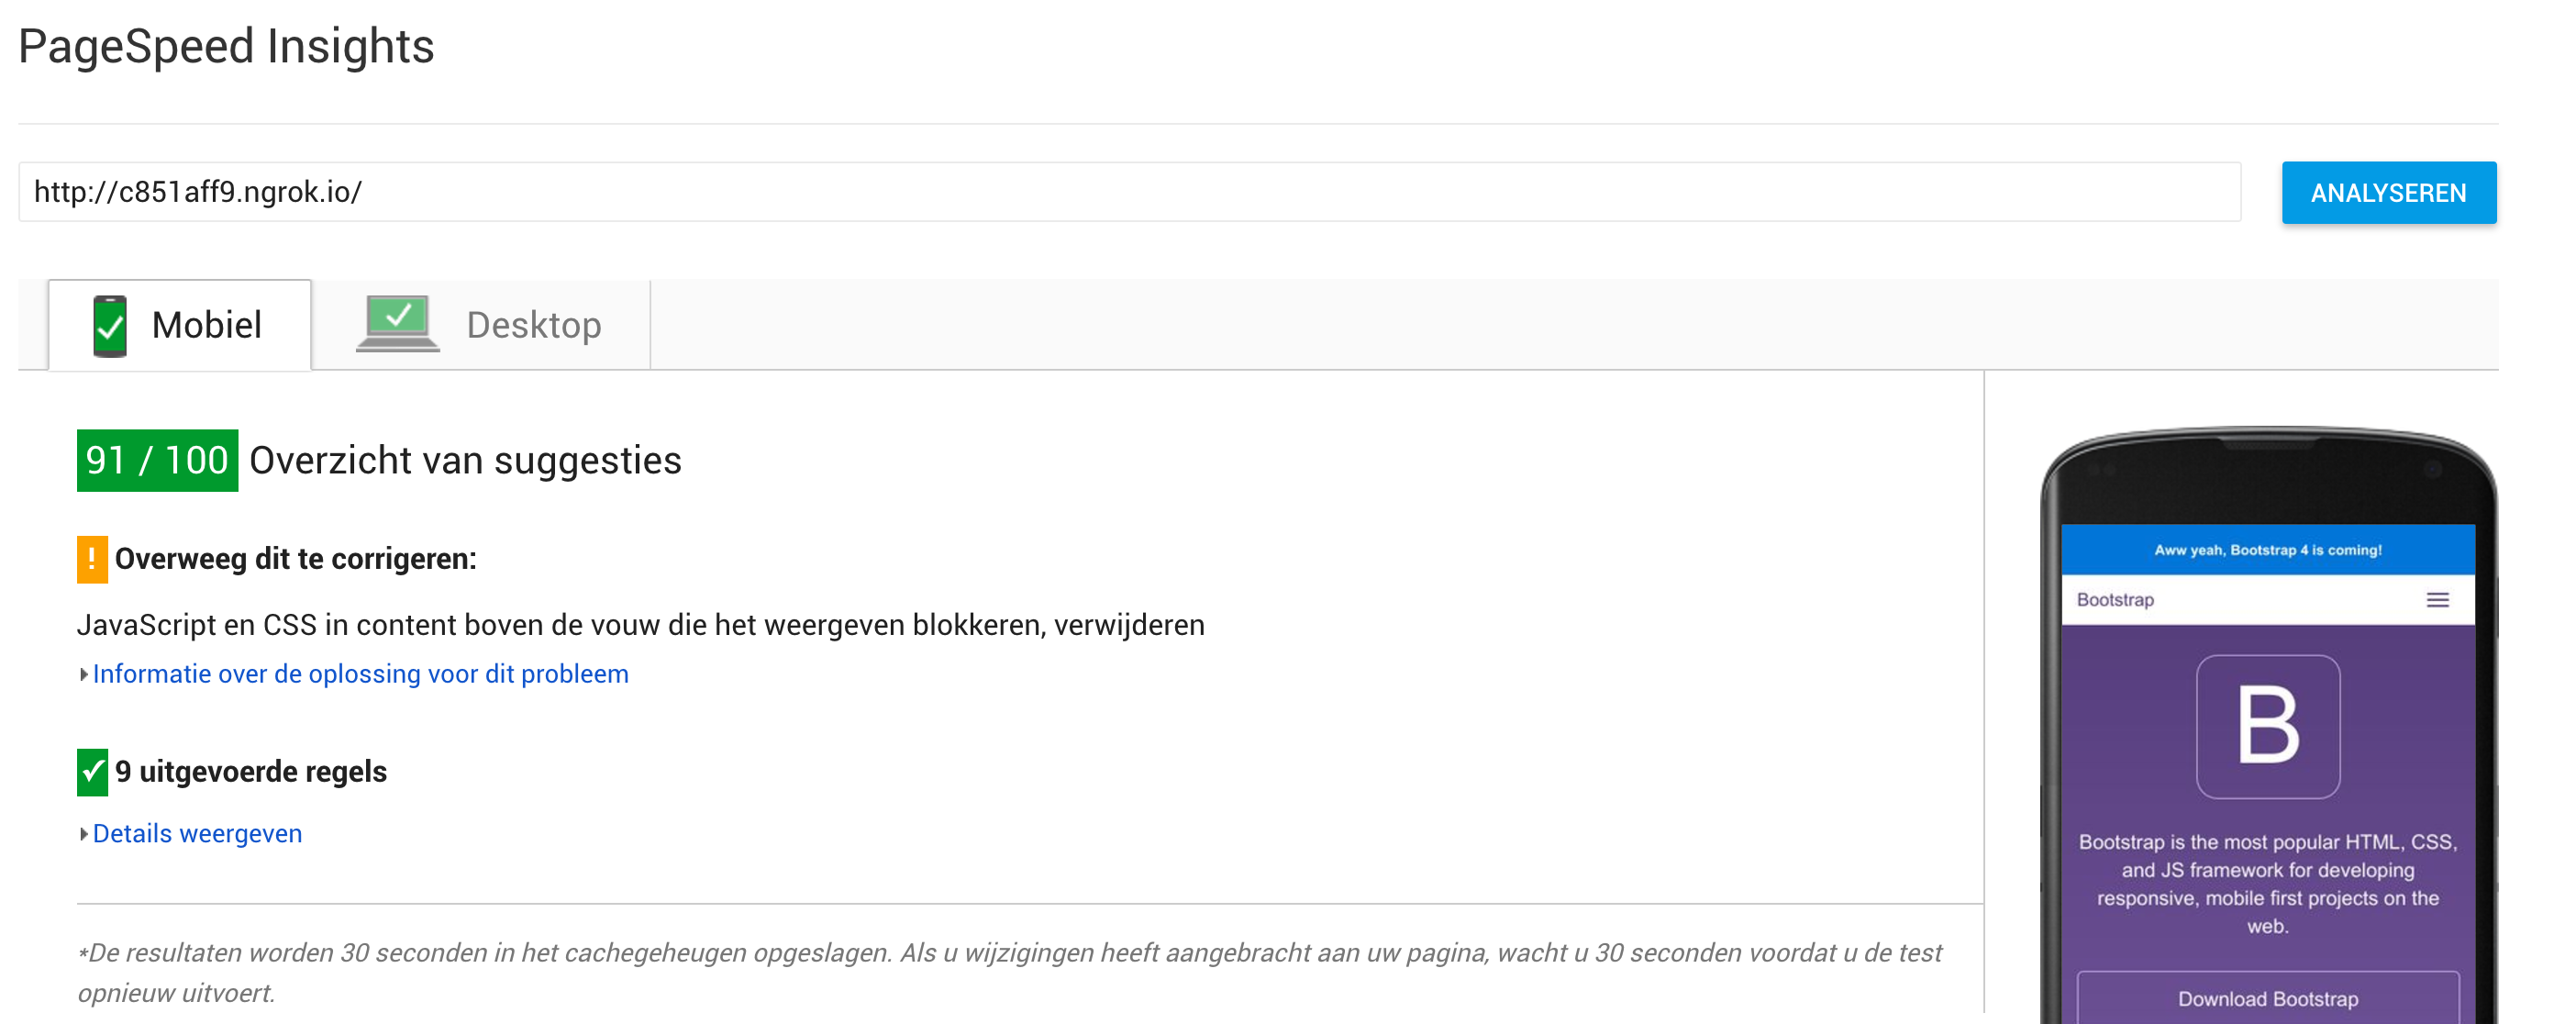 PageSpeed Insights
http://c851aff9.ngrok.io/
ANALYSEREN
Mobiel
Desktop
91 / 100 Overzicht van suggesties
! Overweeg dit te corrigeren:
JavaScript en CSS in content boven de vouw die het weergeven blokkeren, verwijderen
Informatie over de oplossing voor dit probleem
9 uitgevoerde regels
Details weergeven
*De resultaten worden 30 seconden in het cachegeheugen opgeslagen. Als u wijzigingen heeft aangebracht aan uw pagina, wacht u 30 seconden voordat u de test
opnieuw uitvoert.
Aww yeah, Bootstrap 4 is coming!
Bootstrap
B
Bootstrap is the most popular HTML, CSS,
and JS framework for developing
responsive, mobile first projects on the
web.
Download Bootstrap